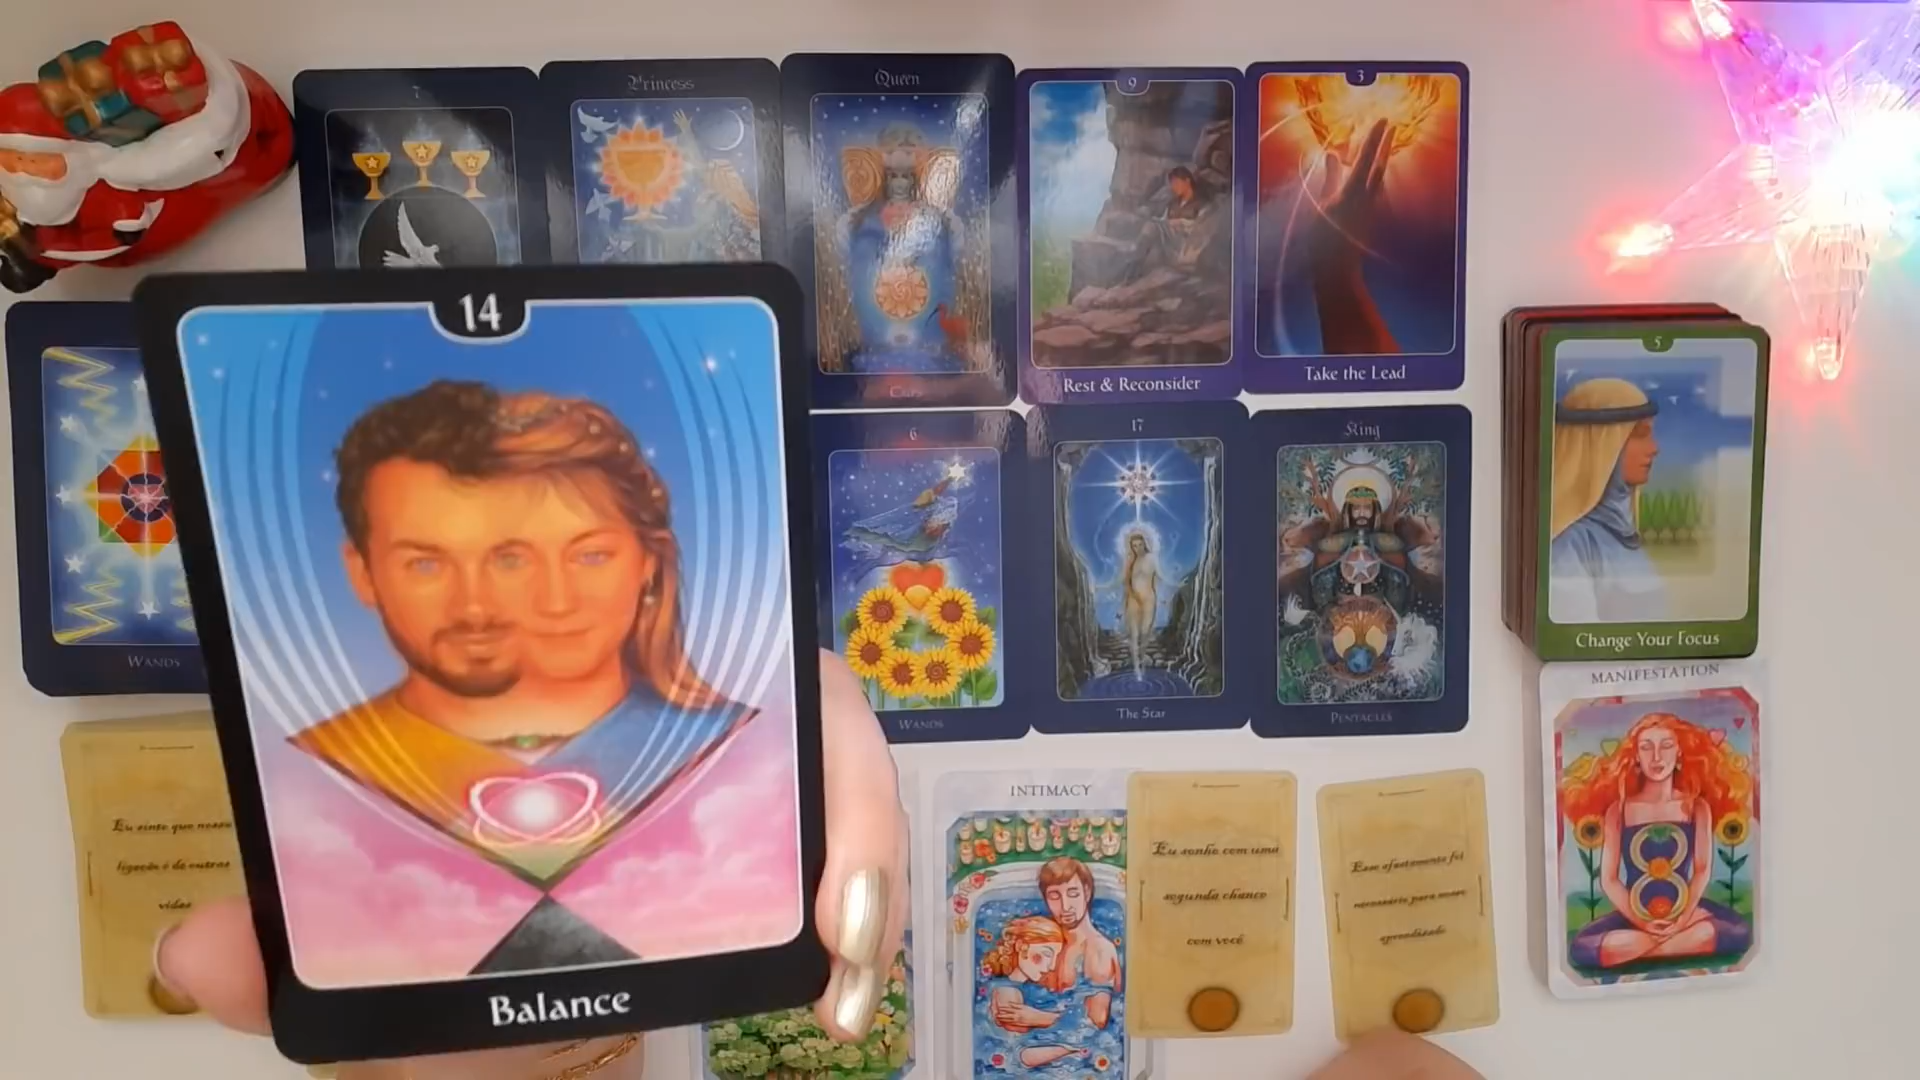 7
Princess
Queen
9
3
Cups
Rest & Reconsider
Take the Lead
14
6
17
King
5
Change Your Focus
WANDS
WANDS
The Star
PENTACLES
MANIFESTATION
INTIMACY
Eu sinto que nossa
ligação é de outras
vidas
Eu sonho com uma
segunda chance
com você
Esse afastamento foi
necessário para nosso
aprendizado
Balance